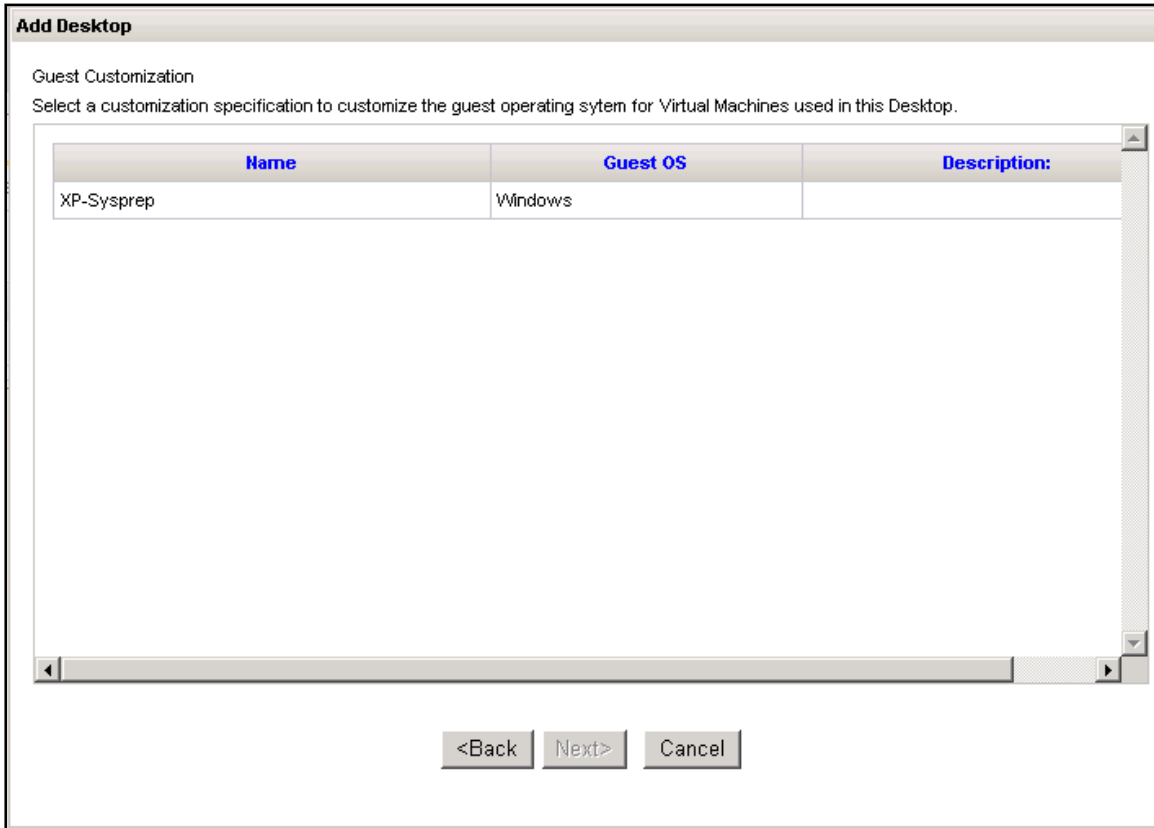 Add Desktop
Guest Customization
Select a customization specification to customize the guest operating sytem for Virtual Machines used in this Desktop.
Name Guest OS Description:
XP-Sysprep Windows
<Back Next> Cancel